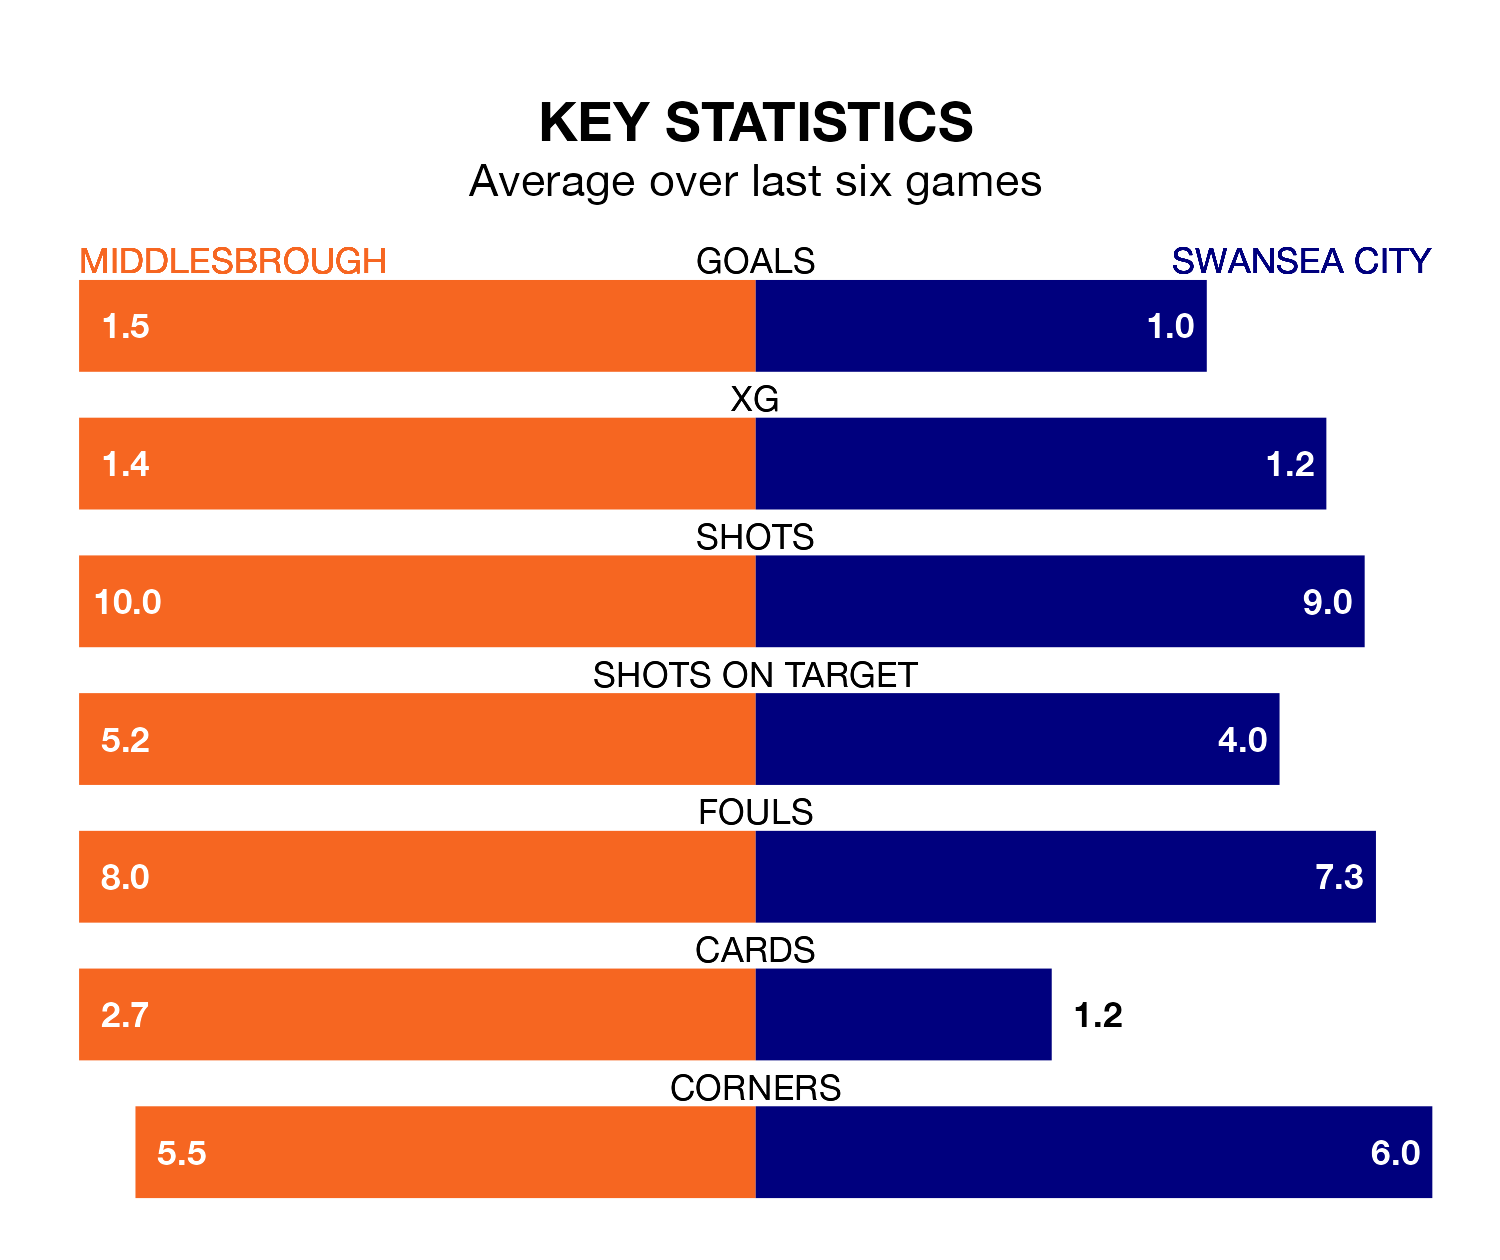 KEY STATISTICS
Average over last six games
MIDDLESBROUGH GOALS SWANSEA CITY
1.5 1.0
XG
1.4 1.2
SHOTS
10.0 9.0
SHOTS ON TARGET
5.2 4.0
FOULS
8.0 7.3
CARDS
2.7 1.2
CORNERS
5.5 6.0